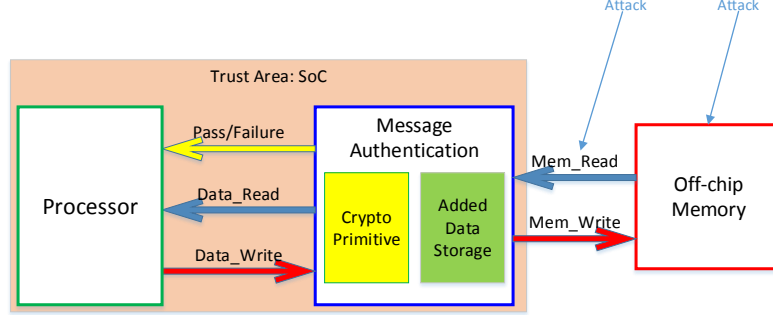 Attack
Attack
Trust Area: SoC
Pass/Failure
Message
Authentication
Mem_Read
Processor
Data_Read
Crypto
Primitive
Added
Data
Storage
Off-chip
Memory
Mem_Write
Data_Write